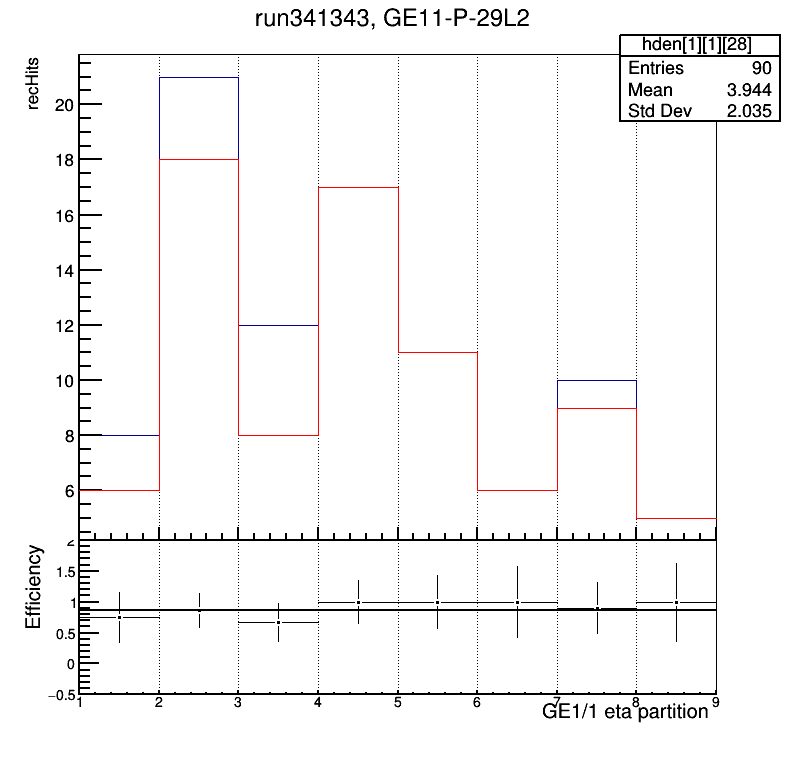 run341343, GE11-P-29L2
hden[1][1][28]
Entries 90
Mean 3.944
Std Dev 2.035
recHits
20
18
16
14
12
10
8
6
Efficiency
2
1.5
1
0.5
0
−0.5
1 2 3 4 5 6 7 8 9
GE1/1 eta partition